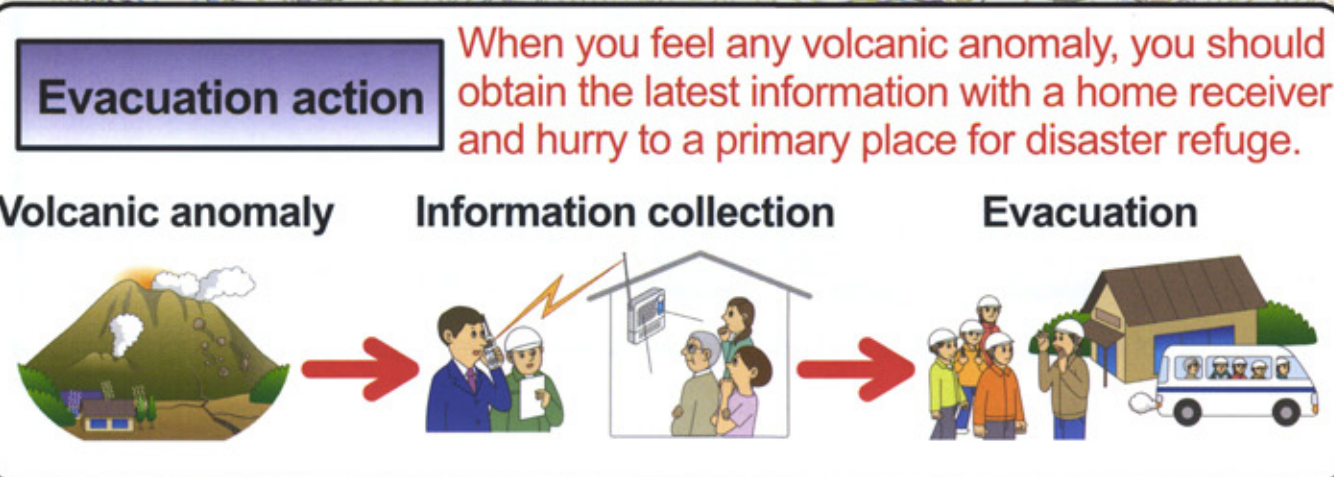 Evacuation action
When you feel any volcanic anomaly, you should
obtain the latest information with a home receiver
and hurry to a primary place for disaster refuge.
Volcanic anomaly
Information collection
Evacuation